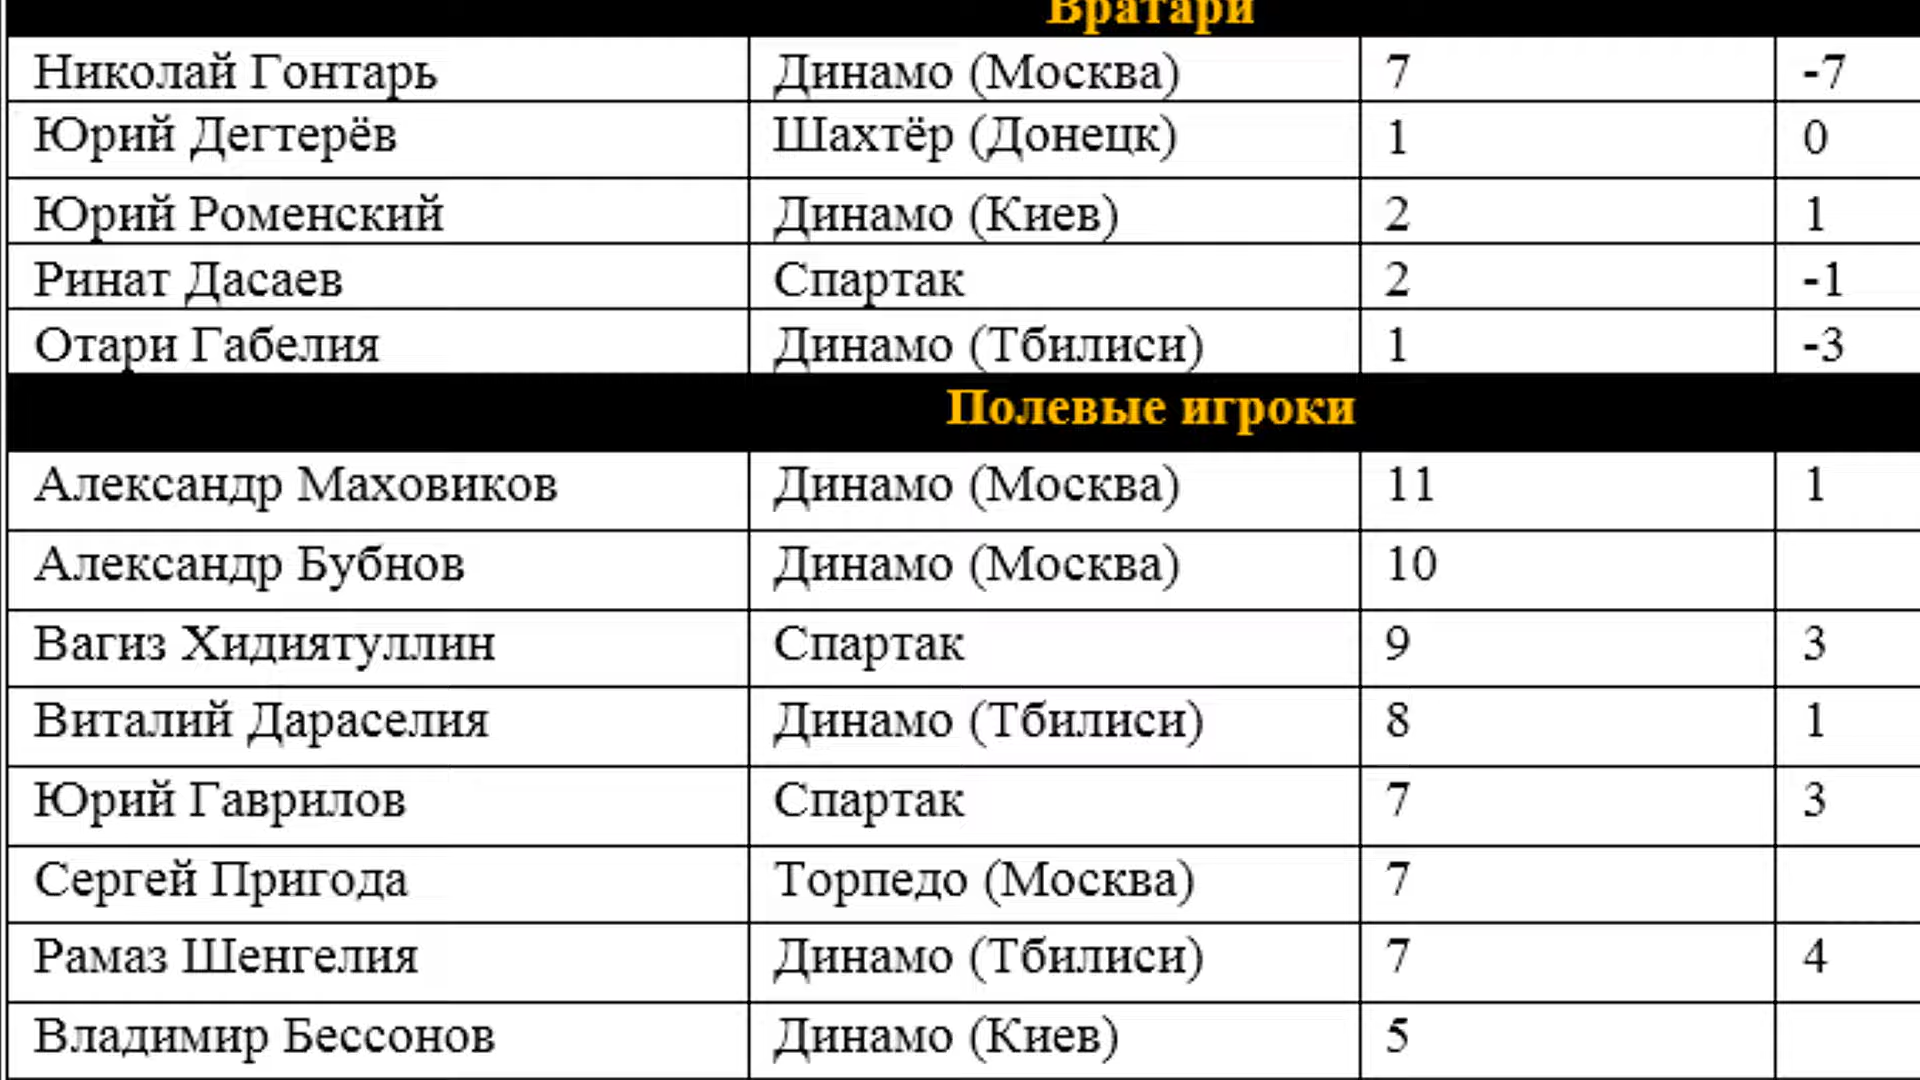 Вратари
Николай Гонтарь Динамо (Москва) 7 -7
Юрий Дегтерёв Шахтёр (Донецк) 1 0
Юрий Роменский Динамо (Киев) 2 1
Ринат Дасаев Спартак 2 -1
Отари Габелия Динамо (Тбилиси) 1 -3
Полевые игроки
Александр Маховиков Динамо (Москва) 11 1
Александр Бубнов Динамо (Москва) 10
Вагиз Хидиятуллин Спартак 9 3
Виталий Дараселия Динамо (Тбилиси) 8 1
Юрий Гаврилов Спартак 7 3
Сергей Пригода Торпедо (Москва) 7
Рамаз Шенгелия Динамо (Тбилиси) 7 4
Владимир Бессонов Динамо (Киев) 5